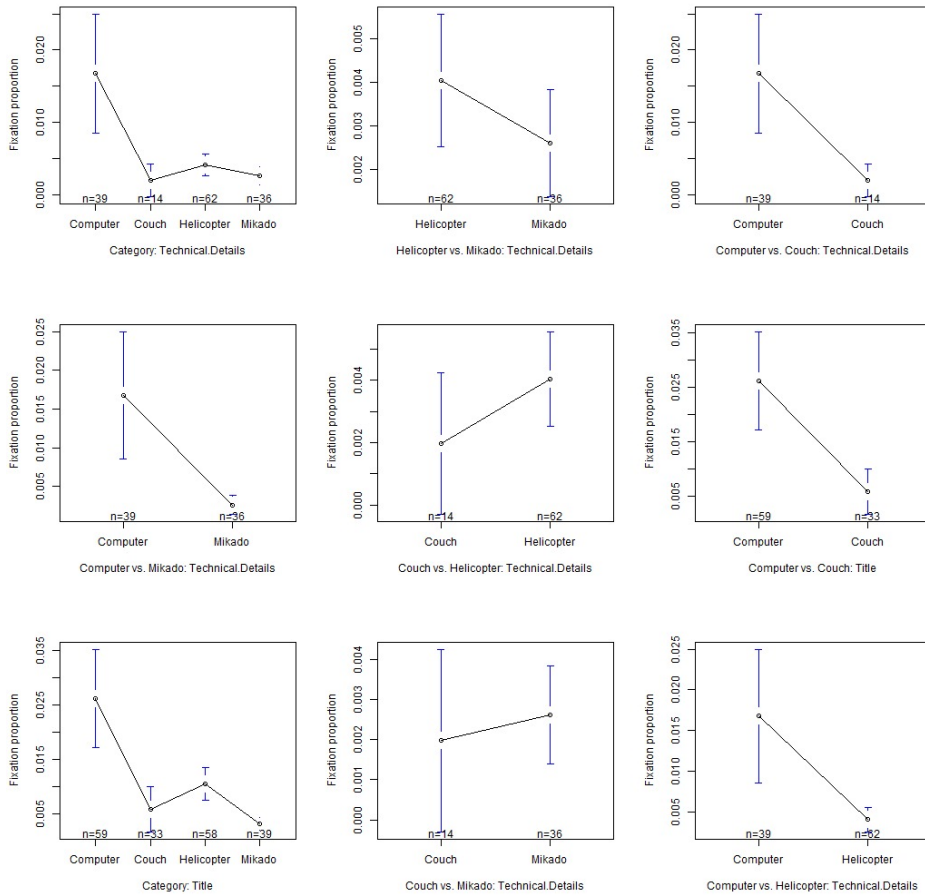 Fixation proportion
0.000 0.010 0.020
n=39 n=14 n=62 n=36
Computer Couch Helicopter Mikado
Category: Technical.Details
Fixation proportion
0.002 0.003 0.004 0.005
n=62 n=36
Helicopter Mikado
Helicopter vs. Mikado: Technical.Details
Fixation proportion
0.000 0.010 0.020
n=39 n=14
Computer Couch
Computer vs. Couch: Technical.Details
Fixation proportion
0.005 0.010 0.015 0.020 0.025
n=39 n=36
Computer Mikado
Computer vs. Mikado: Technical.Details
Fixation proportion
0.000 0.002 0.004
n=14 n=62
Couch Helicopter
Couch vs. Helicopter: Technical.Details
Fixation proportion
0.005 0.015 0.025 0.035
n=59 n=33
Computer Couch
Computer vs. Couch: Title
Fixation proportion
0.005 0.015 0.025 0.035
n=59 n=33 n=58 n=39
Computer Couch Helicopter Mikado
Category: Title
Fixation proportion
0.000 0.001 0.002 0.003 0.004
n=14 n=36
Couch Mikado
Couch vs. Mikado: Technical.Details
Fixation proportion
0.005 0.010 0.015 0.020 0.025
n=39 n=62
Computer Helicopter
Computer vs. Helicopter: Technical.Details